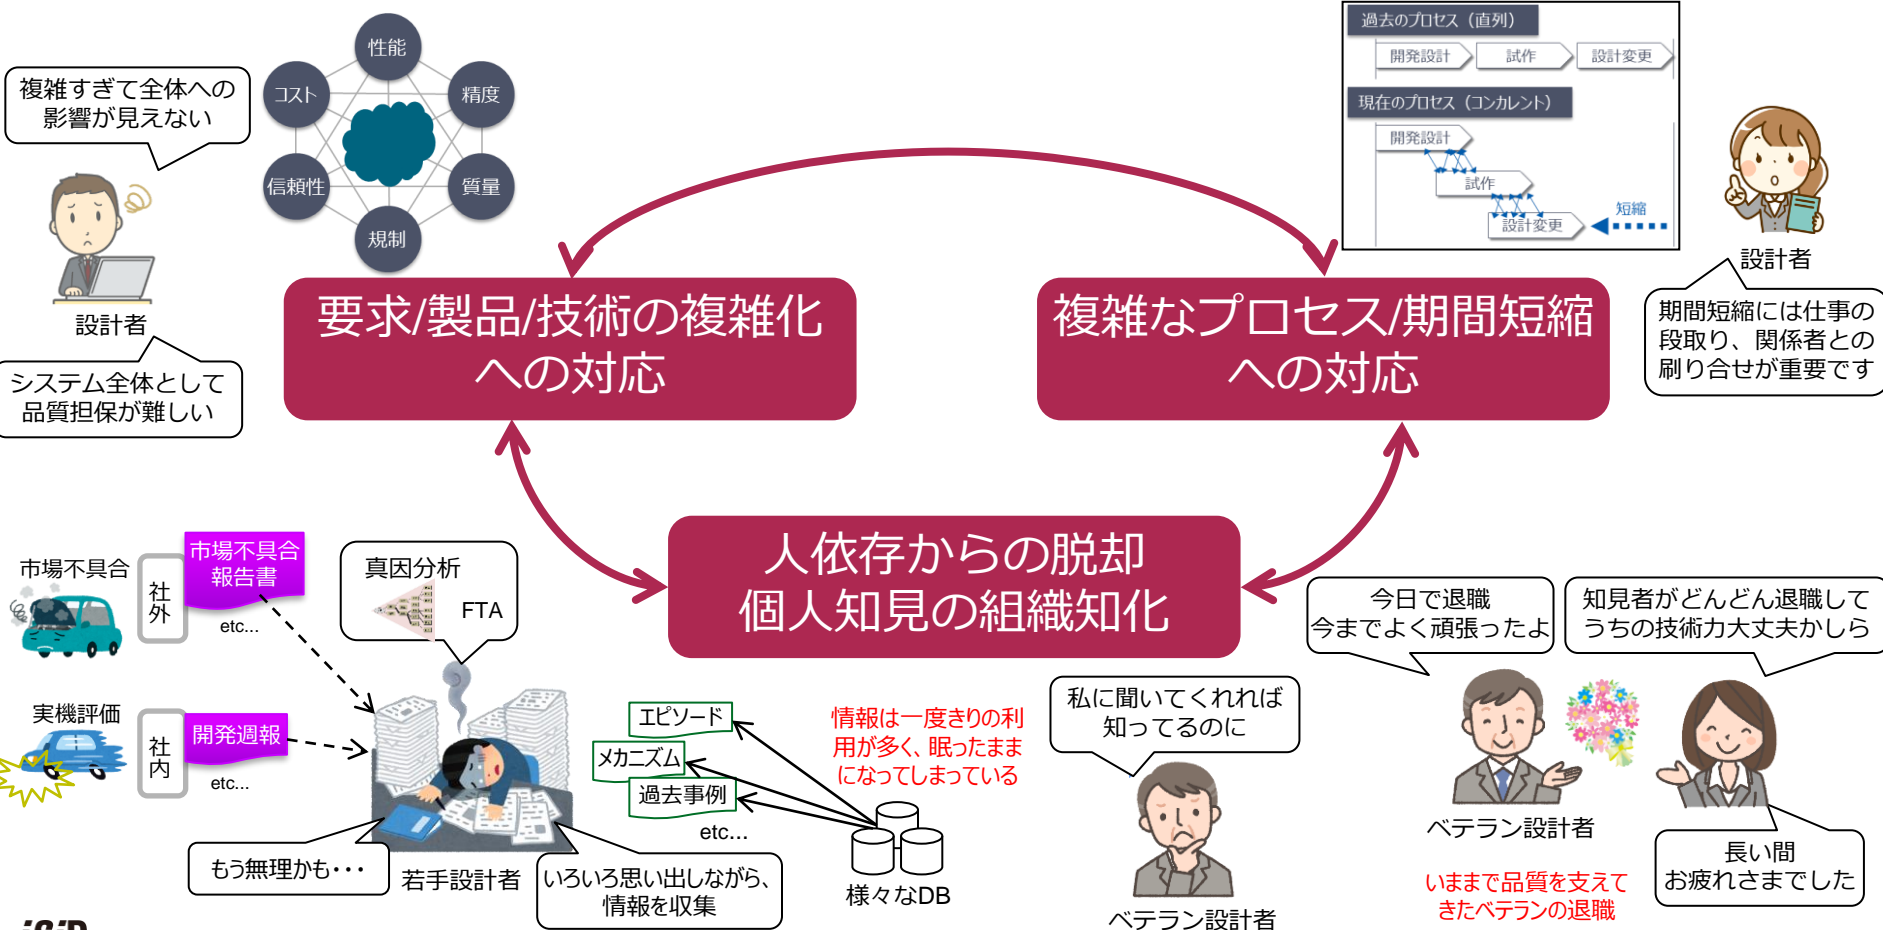 過去のプロセス（直列）
開発設計
試作
設計変更
現在のプロセス（コンカレント）
開発設計
試作
設計変更
短縮
性能
コスト
精度
信頼性
質量
規制
複雑すぎて全体への
影響が見えない
設計者
システム全体として
品質担保が難しい
設計者
期間短縮には仕事の
段取り、関係者との
刷り合せが重要です
要求/製品/技術の複雑化
への対応
複雑なプロセス/期間短縮
への対応
人依存からの脱却
個人知見の組織知化
市場不具合
社外
市場不具合
報告書
etc...
実機評価
社内
開発週報
etc...
真因分析
FTA
もう無理かも・・・
若手設計者
いろいろ思い出しながら、
情報を収集
エピソード
メカニズム
過去事例
etc...
様々なDB
情報は一度きりの利
用が多く、眠ったまま
になってしまっている
私に聞いてくれれば
知ってるのに
ベテラン設計者
今日で退職
今までよく頑張ったよ
知見者がどんどん退職して
うちの技術力大丈夫かしら
ベテラン設計者
いままで品質を支えて
きたベテランの退職
長い間
お疲れさまでした